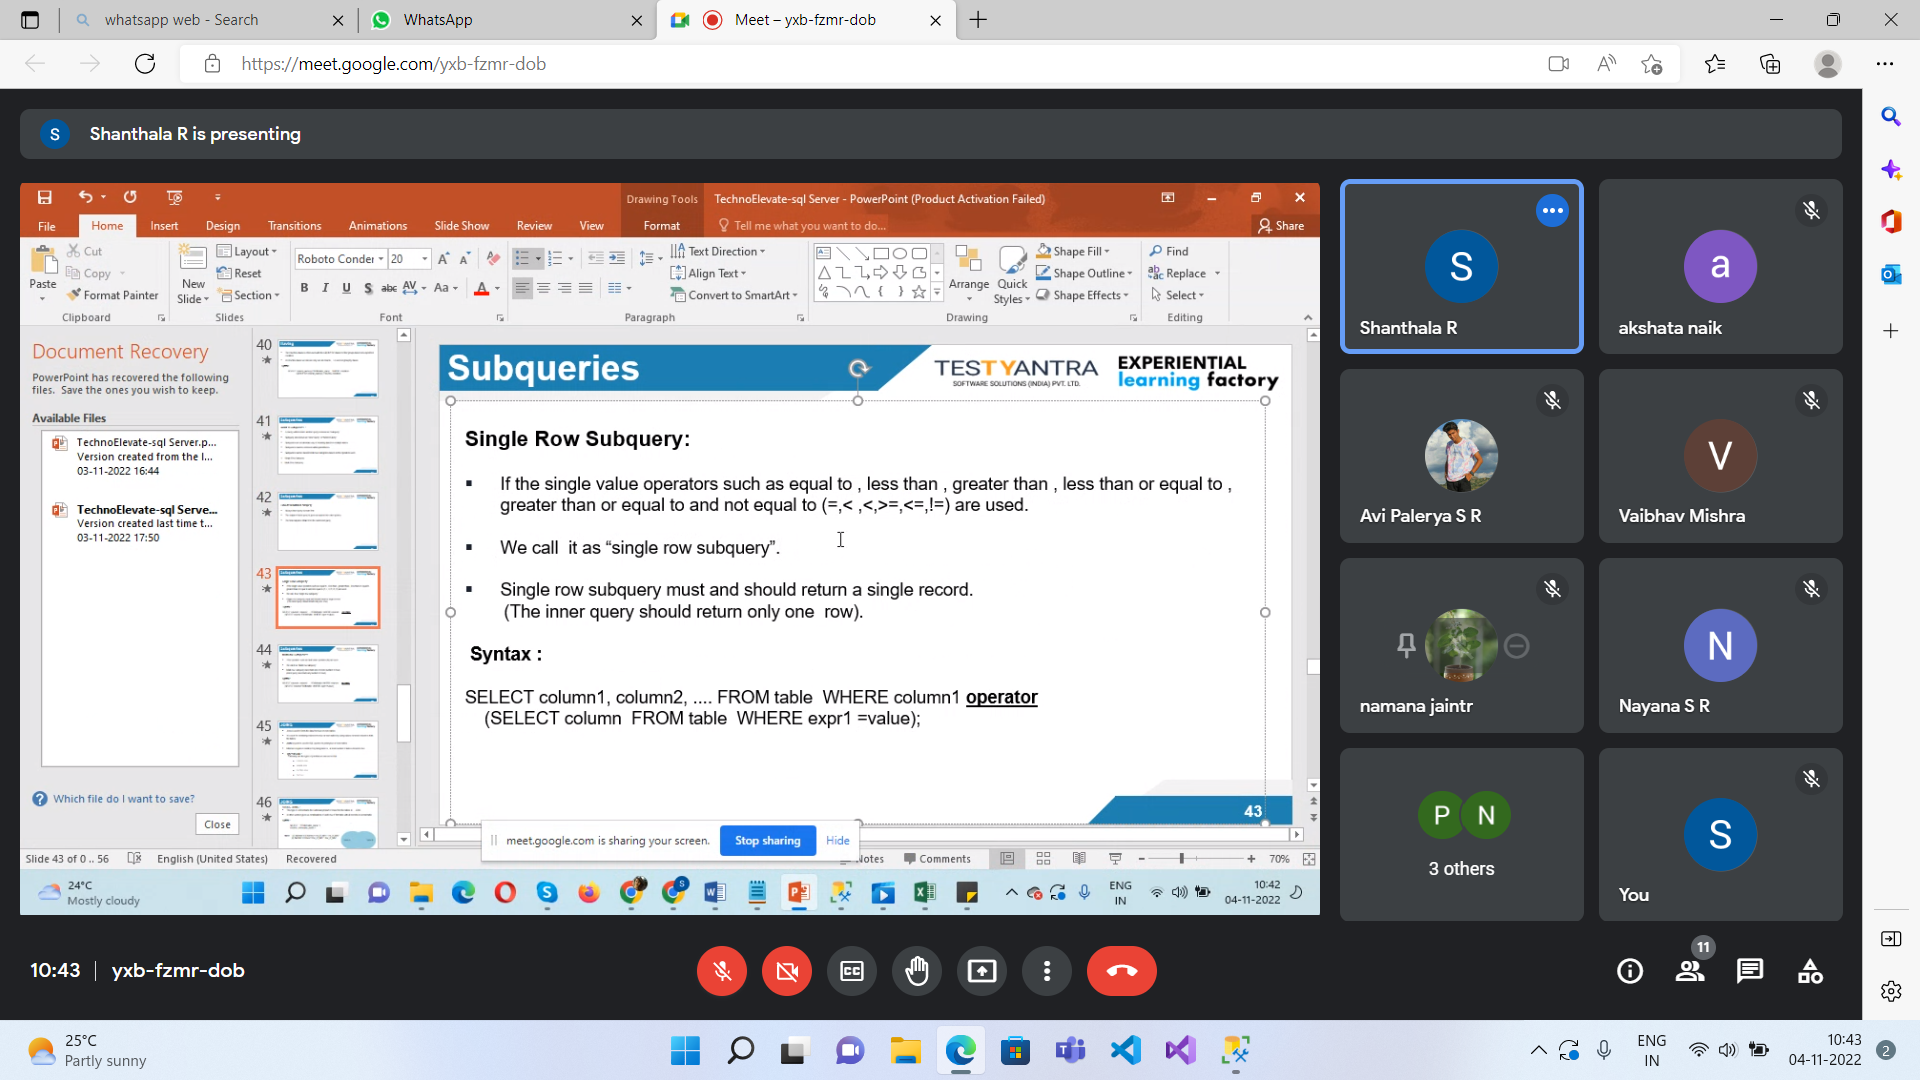 whatsapp web - Search
WhatsApp
Meet – yxb-fzmr-dob
https://meet.google.com/yxb-fzmr-dob
S
Shanthala R is presenting
Drawing Tools
TechnoElevate-sql Server - PowerPoint (Product Activation Failed)
File
Home
Insert
Design
Transitions
Animations
Slide Show
Review
View
Format
Tell me what you want to do...
Share
Paste
Cut
Copy
Format Painter
Clipboard
New
Slide
Layout
Reset
Section
Slides
Roboto Conder
20
B I U S abc AV Aa A
Font
Text Direction
Align Text
Convert to SmartArt
Paragraph
Arrange
Quick
Styles
Shape Fill
Shape Outline
Shape Effects
Drawing
Find
Replace
Select
Editing
Document Recovery
PowerPoint has recovered the following
files. Save the ones you wish to keep.
Available Files
TechnoElevate-sql Server.p...
Version created from the l...
03-11-2022 16:44
TechnoElevate-sql Serve...
Version created last time t...
03-11-2022 17:50
Which file do I want to save?
Close
40
41
42
43
44
45
46
Subqueries
TESTYANTRA
SOFTWARE SOLUTIONS (INDIA) PVT. LTD.
EXPERIENTIAL
learning factory
Single Row Subquery:
▪ If the single value operators such as equal to , less than , greater than , less than or equal to ,
greater than or equal to and not equal to (=,< ,<,>=,<=,!=) are used.
▪ We call it as “single row subquery”.
▪ Single row subquery must and should return a single record.
(The inner query should return only one row).
Syntax :
SELECT column1, column2, .... FROM table WHERE column1 operator
(SELECT column FROM table WHERE expr1 =value);
43
meet.google.com is sharing your screen.
Stop sharing
Hide
Slide 43 of 0 .. 56
English (United States)
Recovered
Notes
Comments
70%
24°C
Mostly cloudy
ENG
IN
10:42
04-11-2022
S
Shanthala R
a
akshata naik
Avi Palerya S R
V
Vaibhav Mishra
namana jaintr
N
Nayana S R
P N
3 others
S
You
10:43 | yxb-fzmr-dob
CC
11
25°C
Partly sunny
ENG
IN
10:43
04-11-2022
2